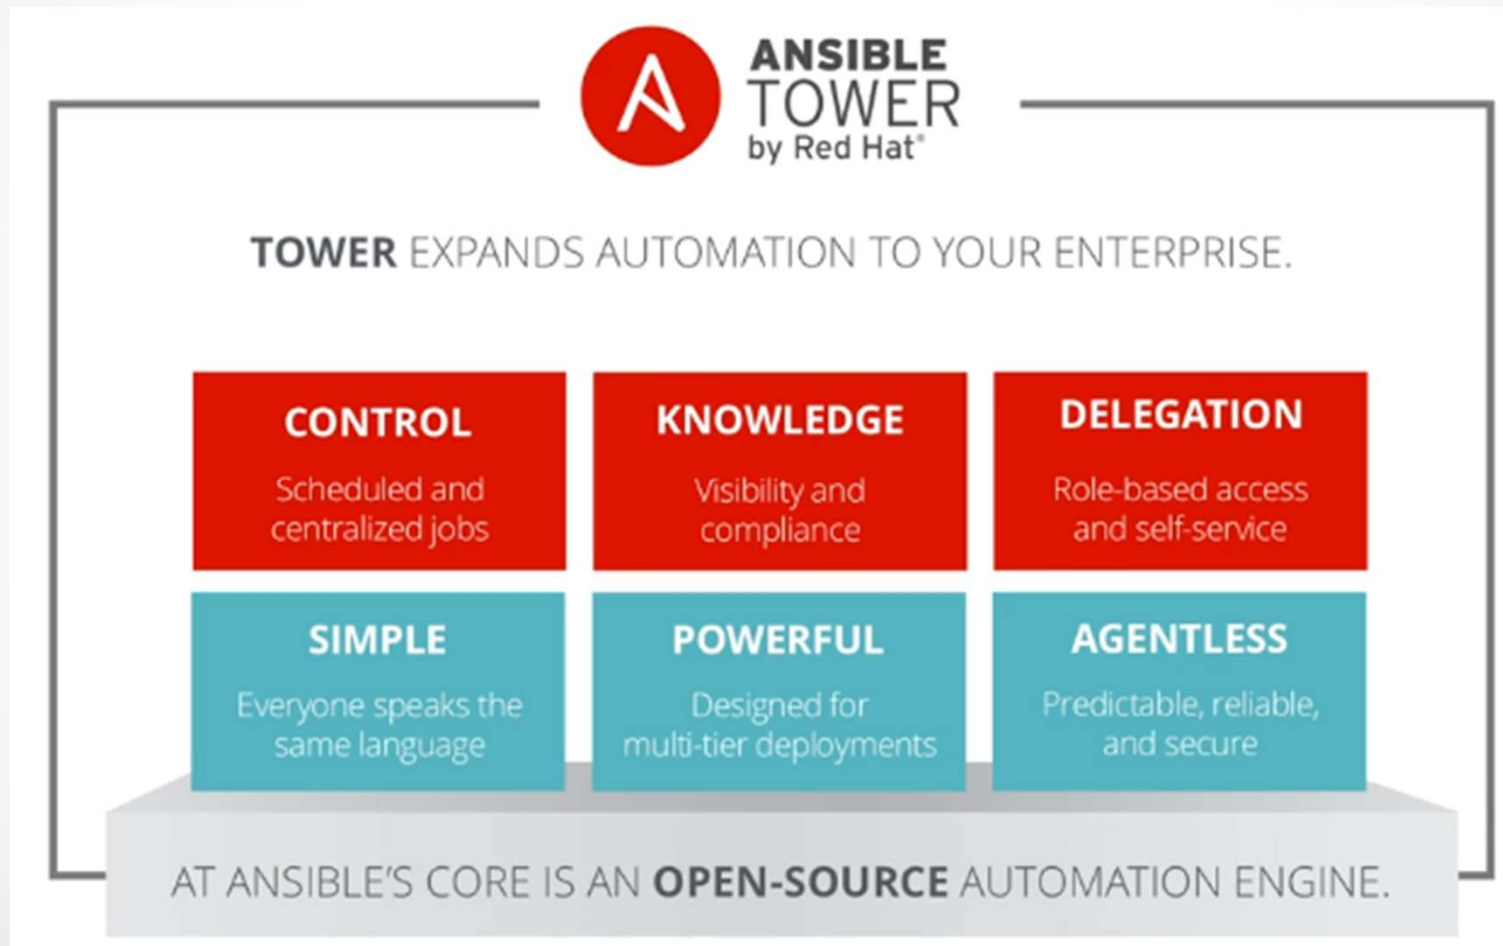 ANSIBLE
TOWER
by Red Hat®
TOWER EXPANDS AUTOMATION TO YOUR ENTERPRISE.
CONTROL
Scheduled and
centralized jobs
KNOWLEDGE
Visibility and
compliance
DELEGATION
Role-based access
and self-service
SIMPLE
Everyone speaks the
same language
POWERFUL
Designed for
multi-tier deployments
AGENTLESS
Predictable, reliable,
and secure
AT ANSIBLE'S CORE IS AN OPEN-SOURCE AUTOMATION ENGINE.